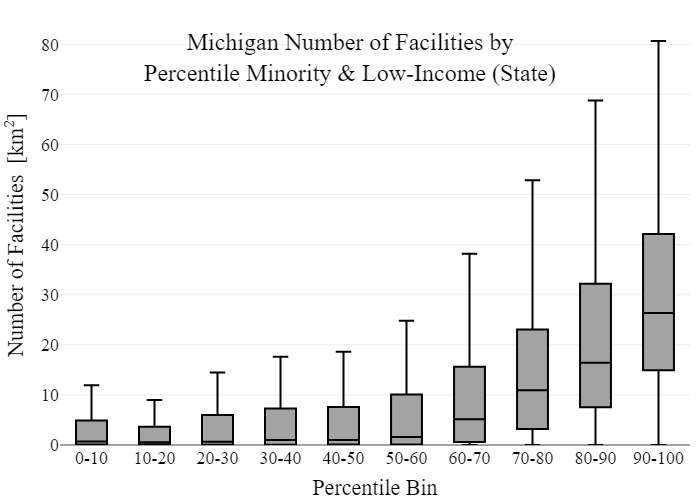 Michigan Number of Facilities by
Percentile Minority & Low-Income (State)
Number of Facilities [km²]
80
70
60
50
40
30
20
10
0
0-10 10-20 20-30 30-40 40-50 50-60 60-70 70-80 80-90 90-100
Percentile Bin